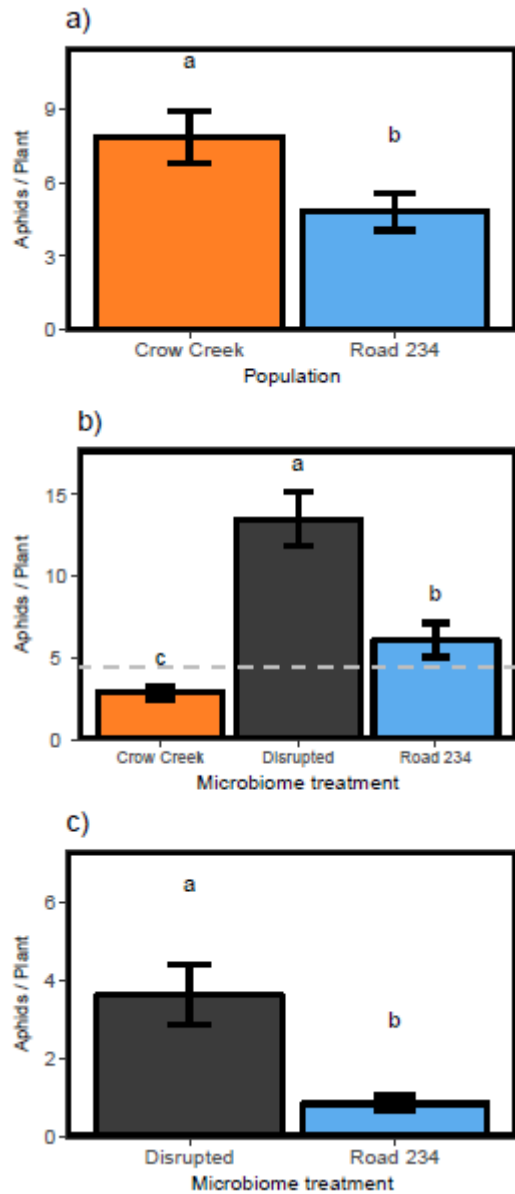 a)
a
b
9
6
3
0
Aphids / Plant
Crow Creek Road 234
Population
b)
a
b
c
15
10
5
0
Aphids / Plant
Crow Creek Disrupted Road 234
Microbiome treatment
c)
a
b
6
4
2
0
Aphids / Plant
Disrupted Road 234
Microbiome treatment